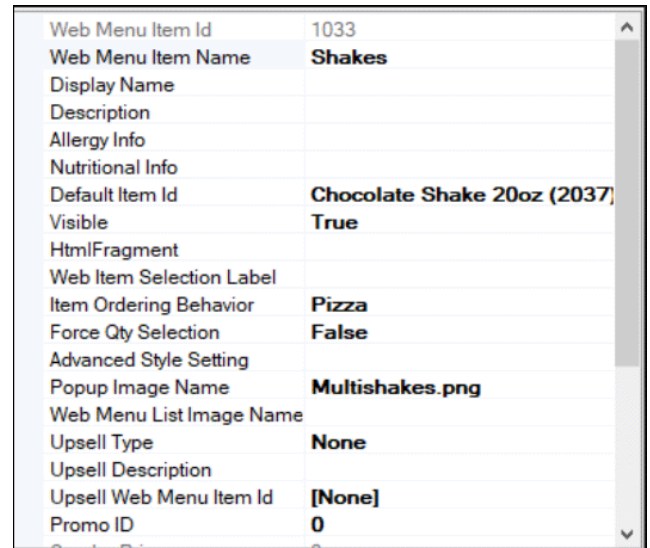 Web Menu Item Id 1033
Web Menu Item Name Shakes
Display Name
Description
Allergy Info
Nutritional Info
Default Item Id Chocolate Shake 20oz (2037)
Visible True
HtmlFragment
Web Item Selection Label
Item Ordering Behavior Pizza
Force Qty Selection False
Advanced Style Setting
Popup Image Name Multishakes.png
Web Menu List Image Name
Upsell Type None
Upsell Description
Upsell Web Menu Item Id [None]
Promo ID 0